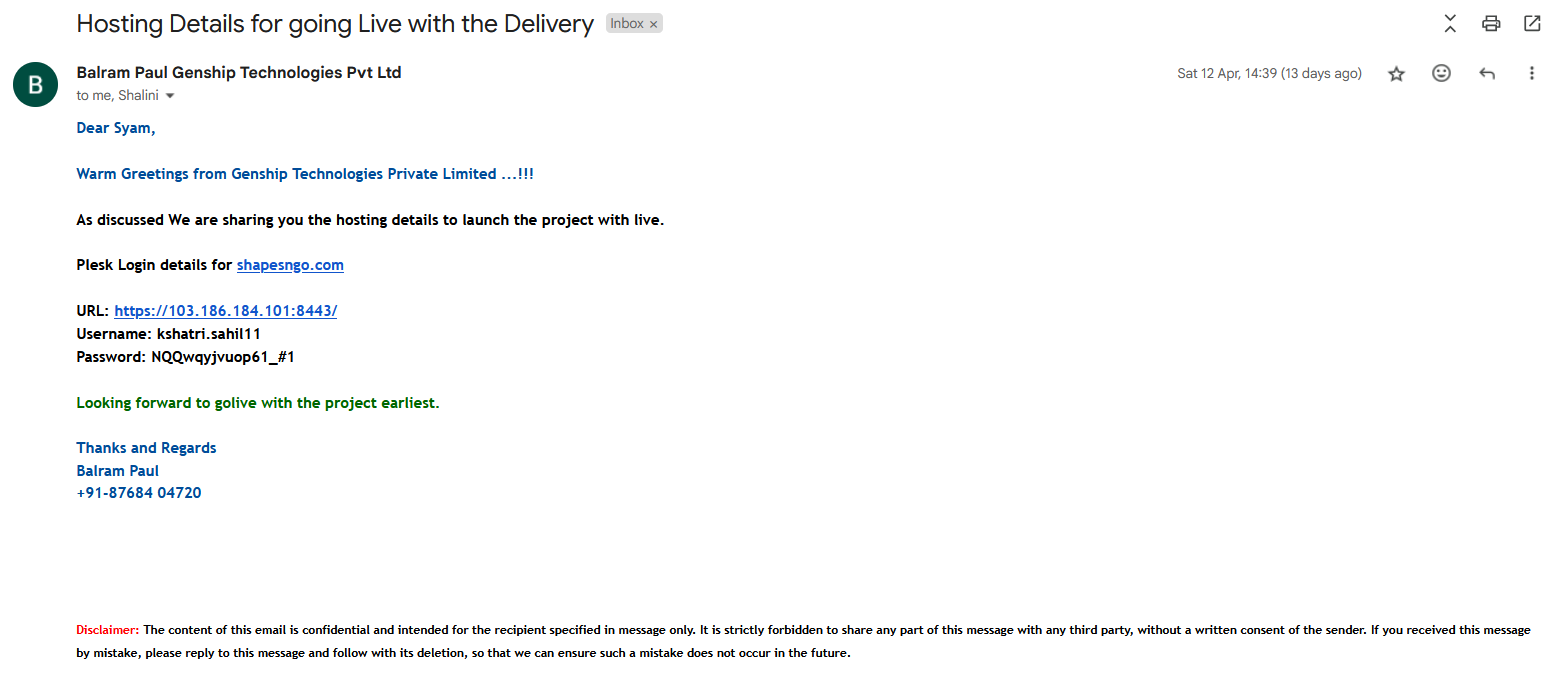 Hosting Details for going Live with the Delivery Inbox ×
B
Balram Paul Genship Technologies Pvt Ltd
Sat 12 Apr, 14:39 (13 days ago)
to me, Shalini
Dear Syam,
Warm Greetings from Genship Technologies Private Limited ...!!!
As discussed We are sharing you the hosting details to launch the project with live.
Plesk Login details for shapesngo.com
URL: https://103.186.184.101:8443/
Username: kshatri.sahil11
Password: NQQwqyjvuop61_#1
Looking forward to golive with the project earliest.
Thanks and Regards
Balram Paul
+91-87684 04720
Disclaimer: The content of this email is confidential and intended for the recipient specified in message only. It is strictly forbidden to share any part of this message with any third party, without a written consent of the sender. If you received this message
by mistake, please reply to this message and follow with its deletion, so that we can ensure such a mistake does not occur in the future.